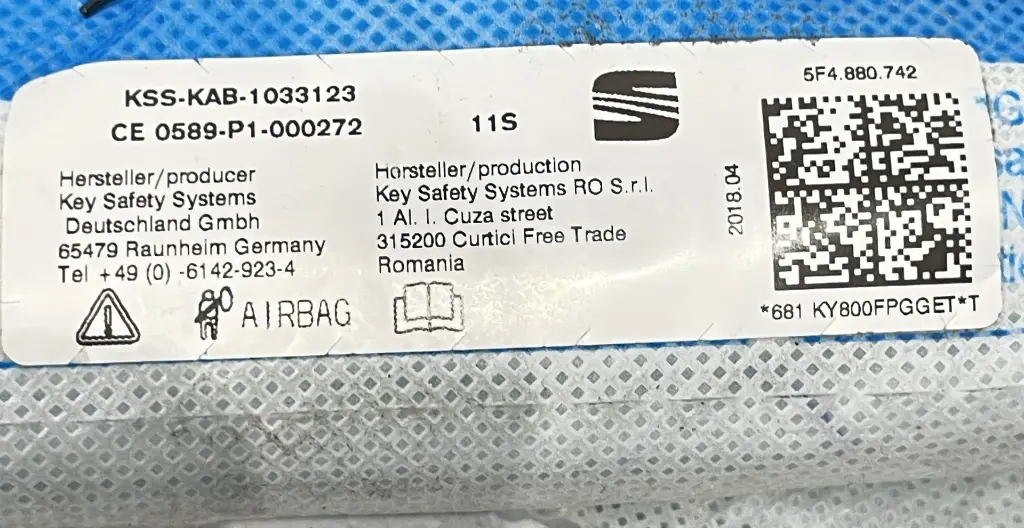 KSS-KAB-1033123
CE 0589-P1-000272
11S
Hersteller/producer
Key Safety Systems
Deutschland Gmbh
65479 Raunheim Germany
Tel +49 (0) -6142-923-4
AIRBAG
Hersteller/production
Key Safety Systems RO S.r.l.
1 Al. I. Cuza street
315200 Curtici Free Trade
Romania
2018.04
5F4.880.742
*681 KY800FPGGET*T